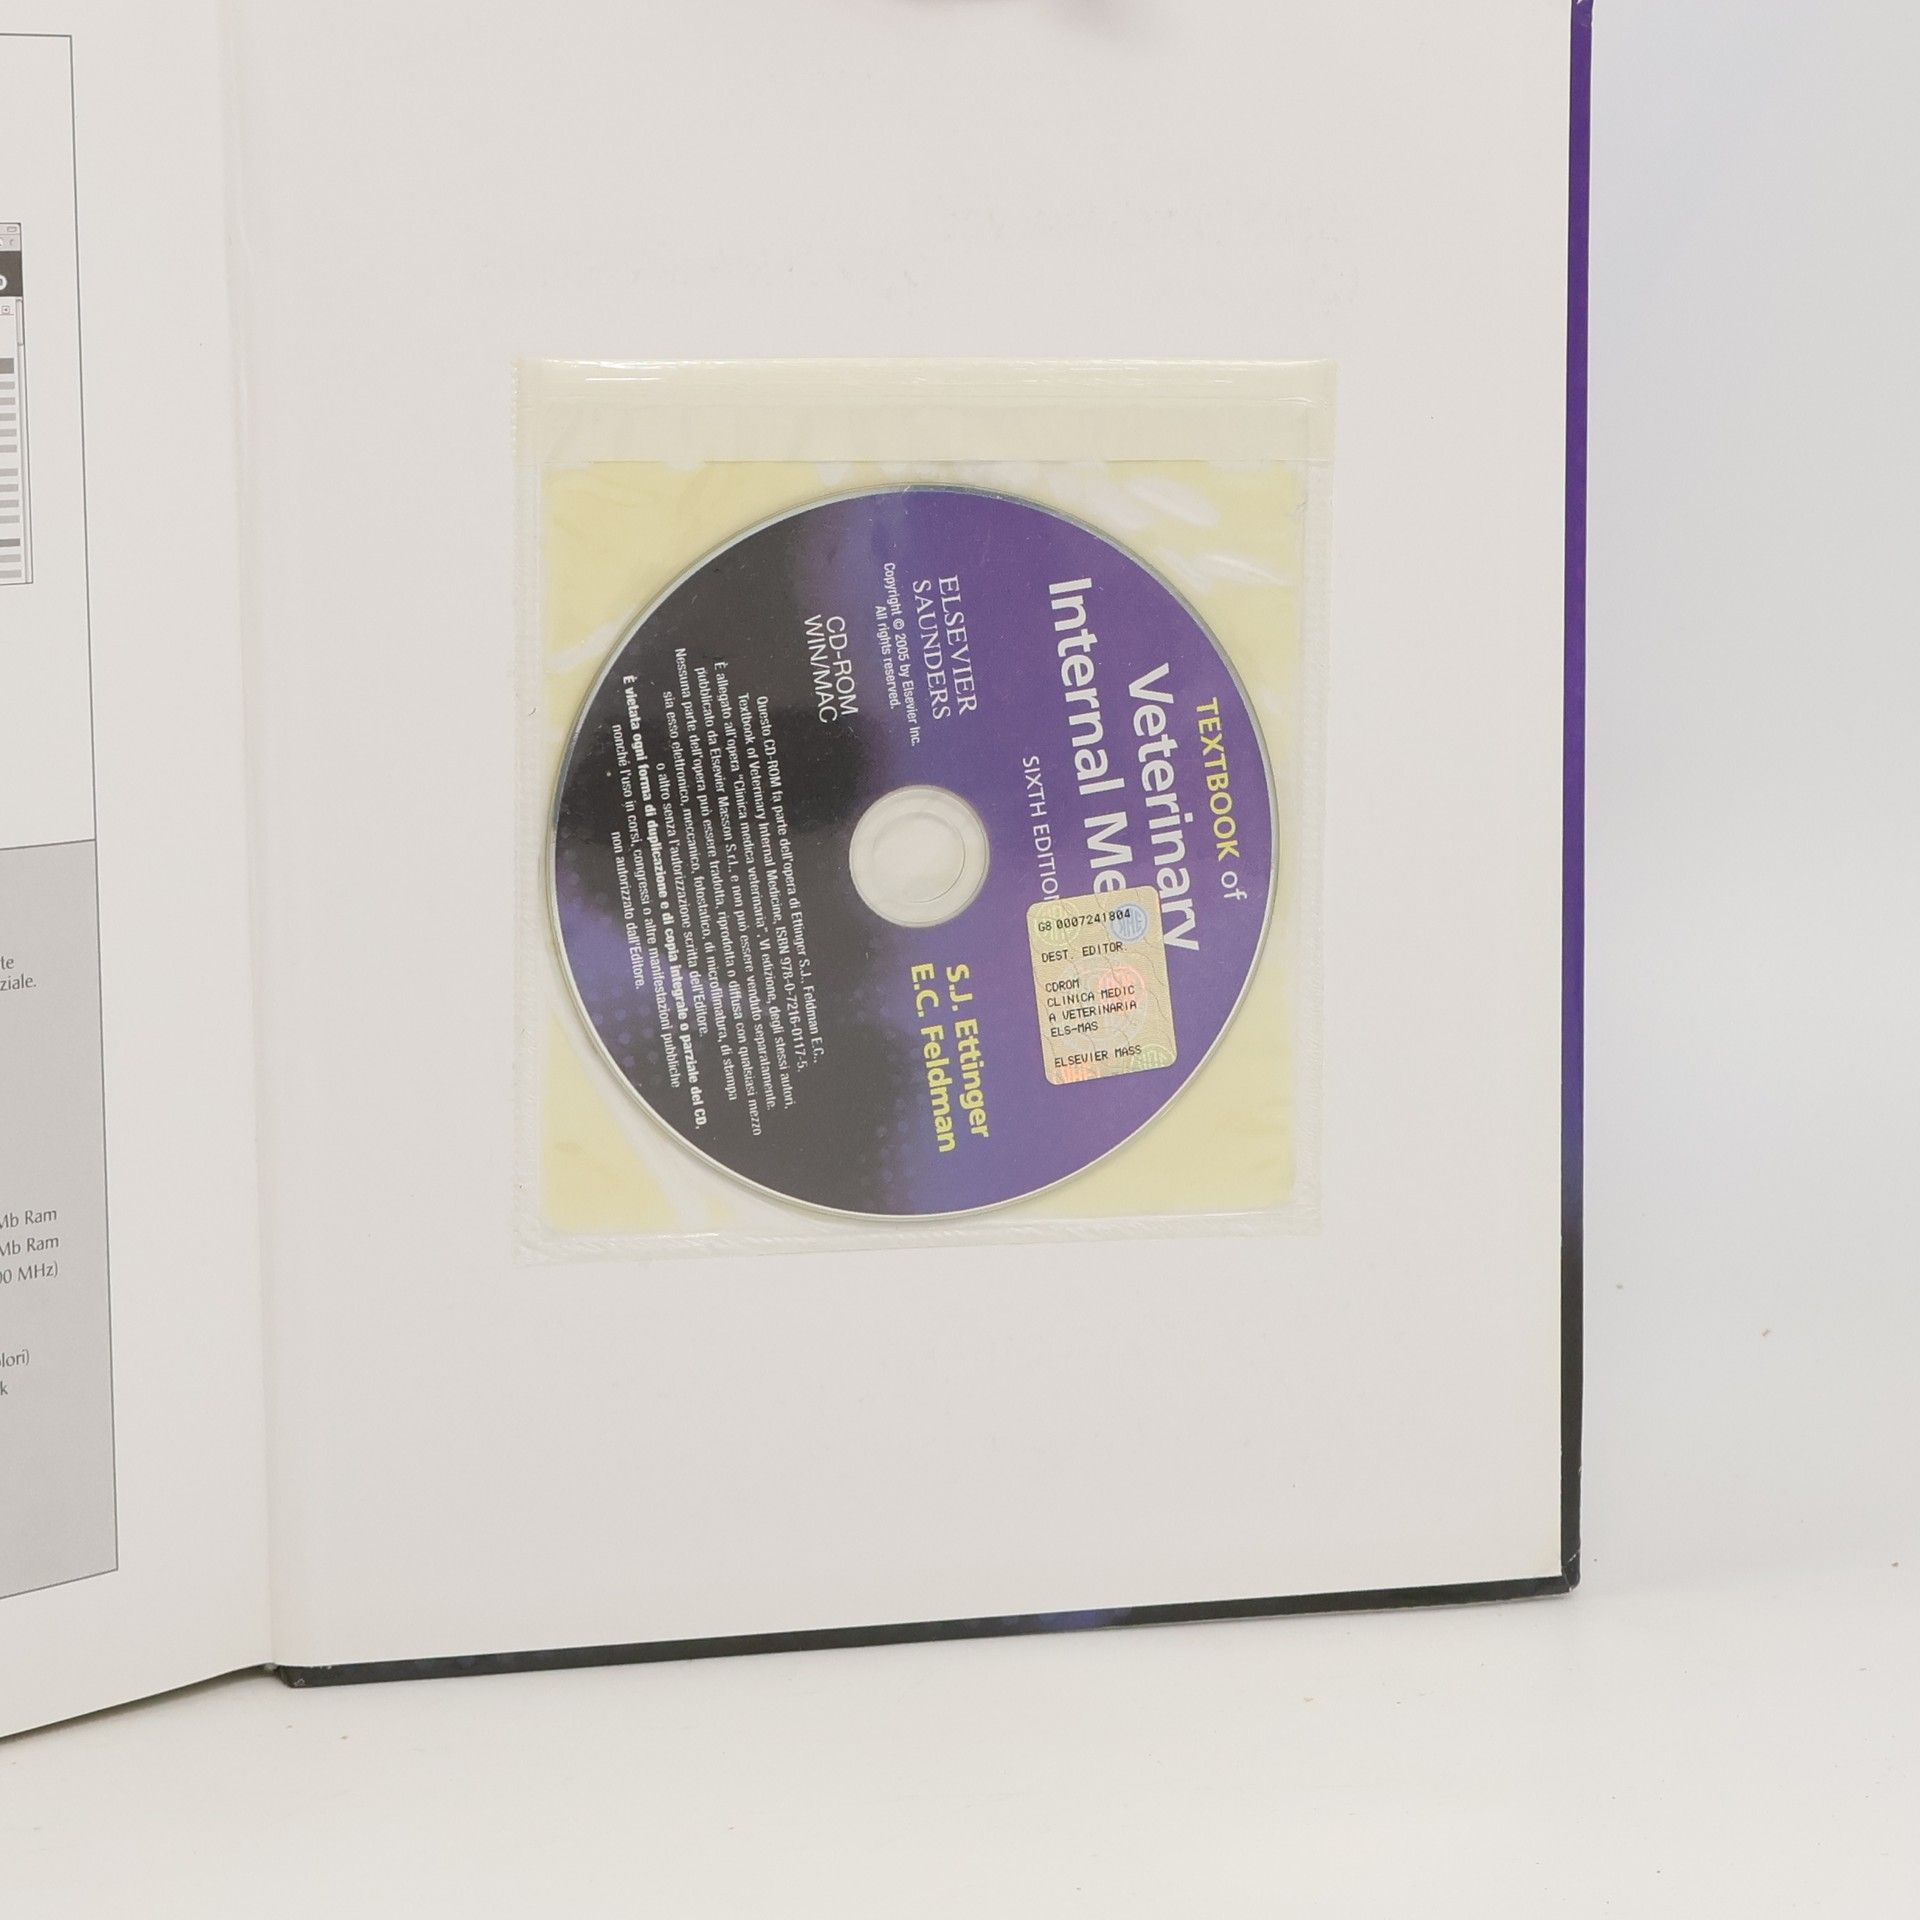 te
ziale.
Mb Ram
Mb Ram
00 MHz)
lori)
k
TEXTBOOK of
Veterinary
Internal Me
SIXTH EDITION
ELSEVIER
SAUNDERS
Copyright © 2005 by Elsevier Inc.
All rights reserved.
CD-ROM
WIN/MAC
S.J. Ettinger
E.C. Feldman
G8 0007241804
DEST. EDITOR.
CDROM
CLINICA MEDIC
A VETERINARIA
ELS-MAS
ELSEVIER MASS
Questo CD-ROM fa parte dell'opera di Ettinger S.J., Feldman E.C.,
Textbook of Veterinary Internal Medicine, ISBN 978-0-7216-0117-5.
È allegato all'opera "Clinica medica veterinaria", VI edizione, degli stessi autori,
pubblicato da Elsevier Masson S.r.l. e non può essere venduto separatamente.
Nessuna parte dell'opera può essere tradotta, riprodotta o diffusa con qualsiasi mezzo
sia esso elettronico, meccanico, fotostatico, di microfilmatura, di stampa
o altro senza l'autorizzazione scritta dell'Editore.
È vietata ogni forma di duplicazione e di copia integrale o parziale del CD,
nonché l'uso in corsi, congressi o altre manifestazioni pubbliche
non autorizzato dall'Editore.